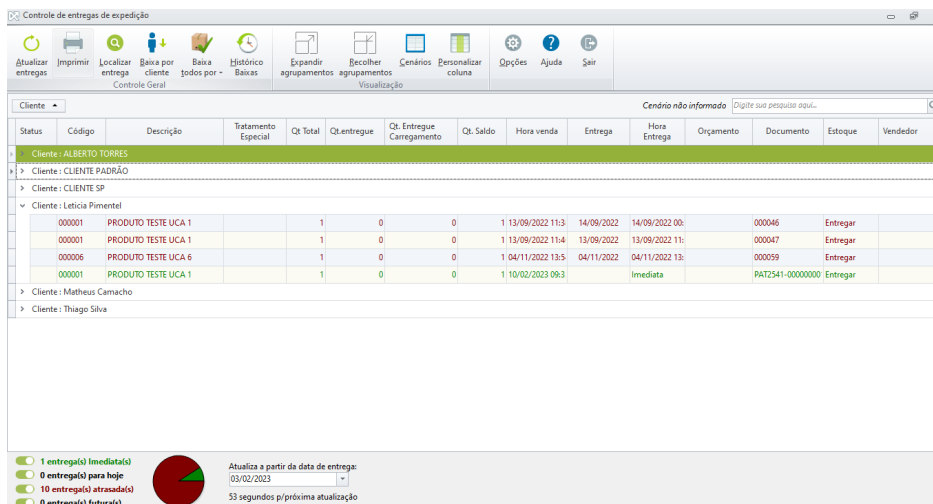 Controle de entregas de expedição
Atualizar entregas
Imprimir
Localizar entrega
Baixa por cliente
Baixa todos por
Histórico Baixas
Expandir agrupamentos
Recolher agrupamentos
Cenários
Personalizar coluna
Opções
Ajuda
Sair
Controle Geral
Visualização
Cliente
Cenário não informado
Digite sua pesquisa aqui...
Status Código Descrição Tratamento Especial Qt Total Qt.entregue Qt. Entregue Carregamento Qt. Saldo Hora venda Entrega Hora Entrega Orçamento Documento Estoque Vendedor
Cliente : ALBERTO TORRES
Cliente : CLIENTE PADRÃO
Cliente : CLIENTE SP
Cliente : Leticia Pimentel
000001 PRODUTO TESTE UCA 1 1 0 0 1 13/09/2022 11:3 14/09/2022 14/09/2022 00: 000046 Entregar
000001 PRODUTO TESTE UCA 1 1 0 0 1 13/09/2022 11:4 13/09/2022 13/09/2022 11: 000047 Entregar
000006 PRODUTO TESTE UCA 6 1 0 0 1 04/11/2022 13:5 04/11/2022 04/11/2022 13: 000059 Entregar
000001 PRODUTO TESTE UCA 1 1 0 0 1 10/02/2023 09:3 Imediata PAT2541-00000000 Entregar
Cliente : Matheus Camacho
Cliente : Thiago Silva
1 entrega(s) Imediata(s)
0 entrega(s) para hoje
10 entrega(s) atrasada(s)
0 entrega(s) futura(s)
Atualiza a partir da data de entrega:
03/02/2023
53 segundos p/próxima atualização